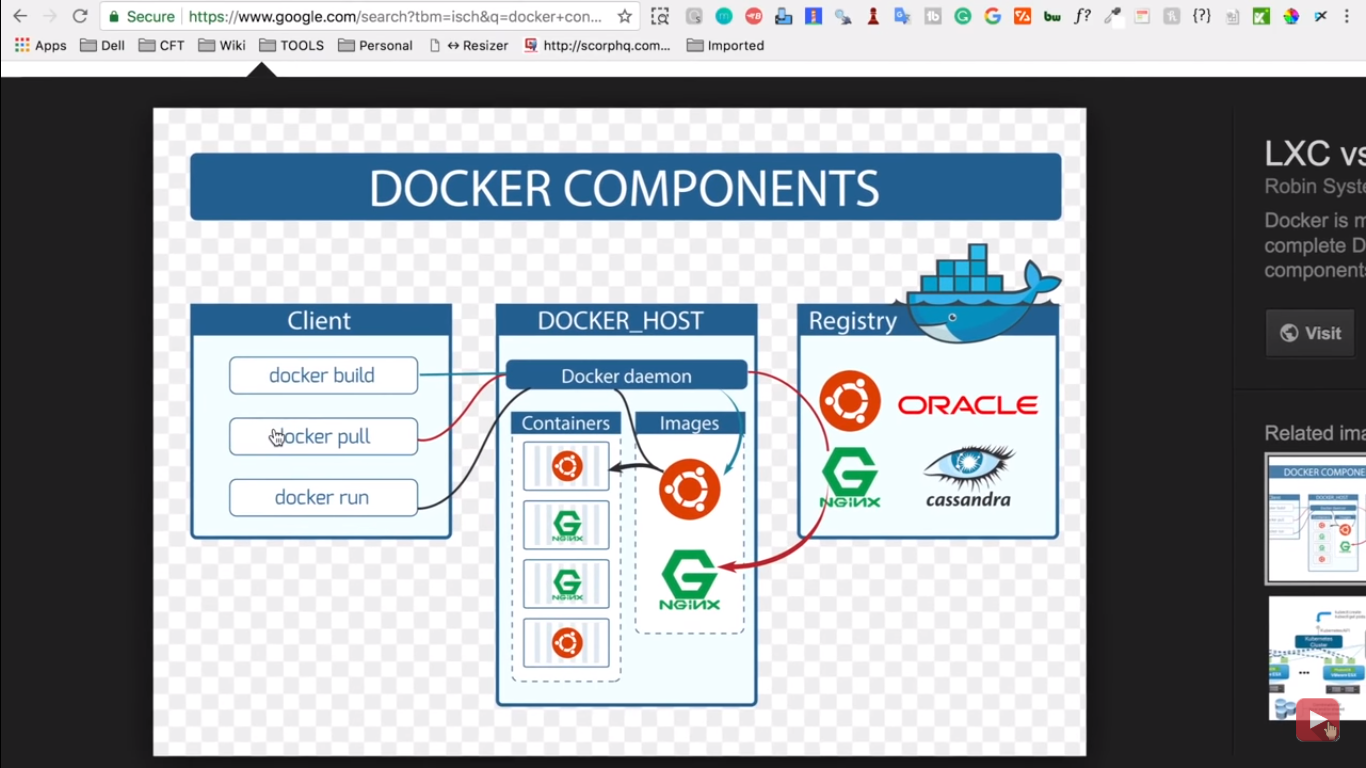 Secure
https://www.google.com/search?tbm=isch&q=docker+con...
Apps
Dell
CFT
Wiki
TOOLS
Personal
↔ Resizer
http://scorphq.com...
Imported
DOCKER COMPONENTS
Client
docker build
docker pull
docker run
DOCKER_HOST
Docker daemon
Containers
Images
NGiNX
NGiNX
NGiNX
Registry
ORACLE
NGiNX
cassandra
LXC vs
Robin Syste
Docker is m
complete D
components
Visit
Related ima
DOCKER COMPONE